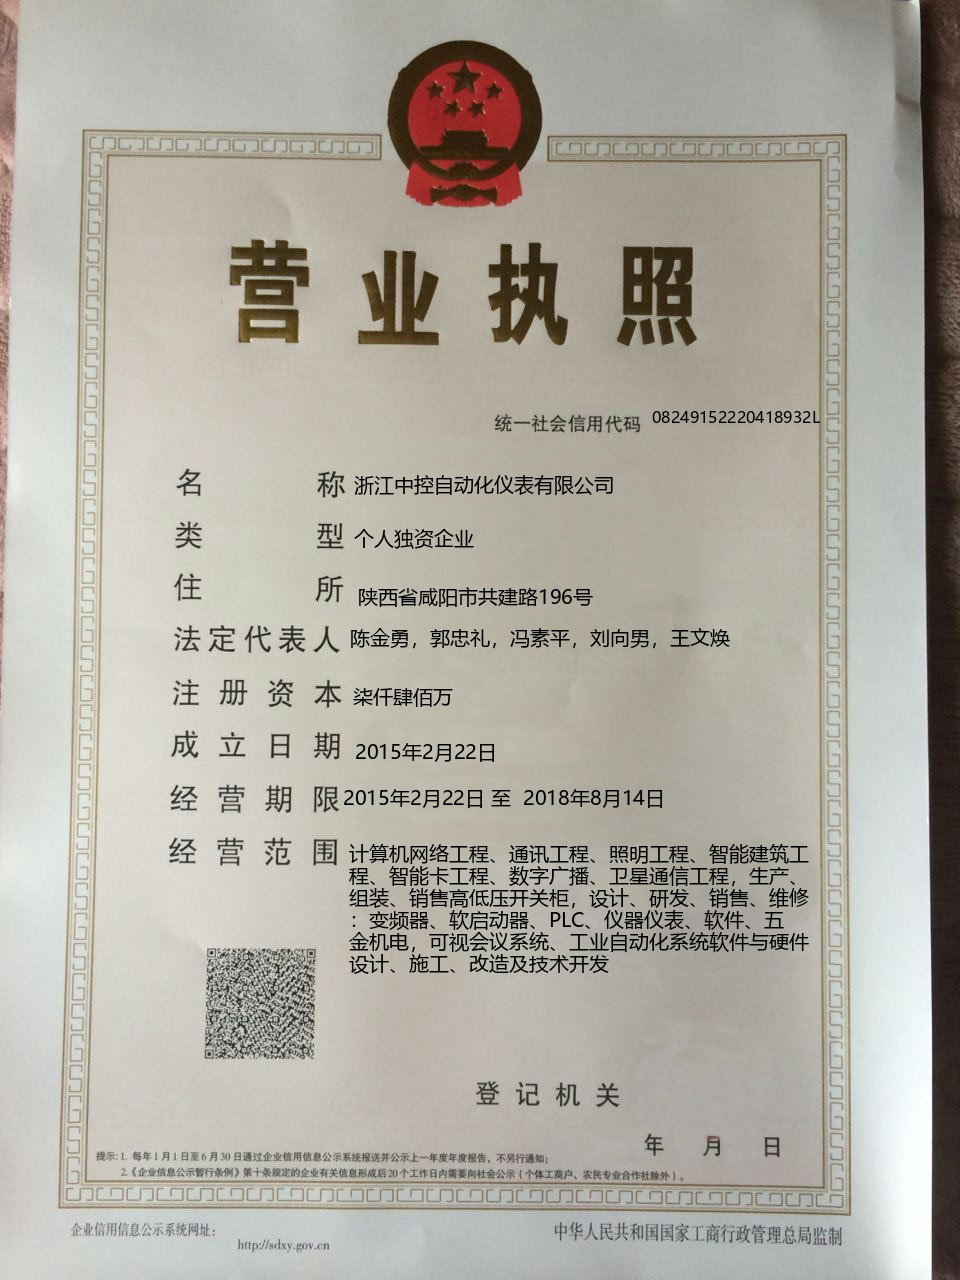 营业执照
统一社会信用代码 08249152220418932L
名称 浙江中控自动化仪表有限公司
类型 个人独资企业
住所 陕西省咸阳市共建路196号
法定代表人 陈金勇，郭忠礼，冯素平，刘向男，王文焕
注册资本 柒仟肆佰万
成立日期 2015年2月22日
经营期限 2015年2月22日 至 2018年8月14日
经营范围 计算机网络工程、通讯工程、照明工程、智能建筑工
程、智能卡工程、数字广播、卫星通信工程，生产、
组装、销售高低压开关柜，设计、研发、销售、维修
：变频器、软启动器、PLC、仪器仪表、软件、五
金机电，可视会议系统、工业自动化系统软件与硬件
设计、施工、改造及技术开发
登记机关
年 月 日
提示：1. 每年1月1日至6月30日通过企业信用信息公示系统报送并公示上一年度年度报告，不另行通知；
2.《企业信息公示暂行条例》第十条规定的企业有关信息形成后20个工作日内需要向社会公示（个体工商户、农民专业合作社除外）。
企业信用信息公示系统网址：
http://sdxy.gov.cn
中华人民共和国国家工商行政管理总局监制